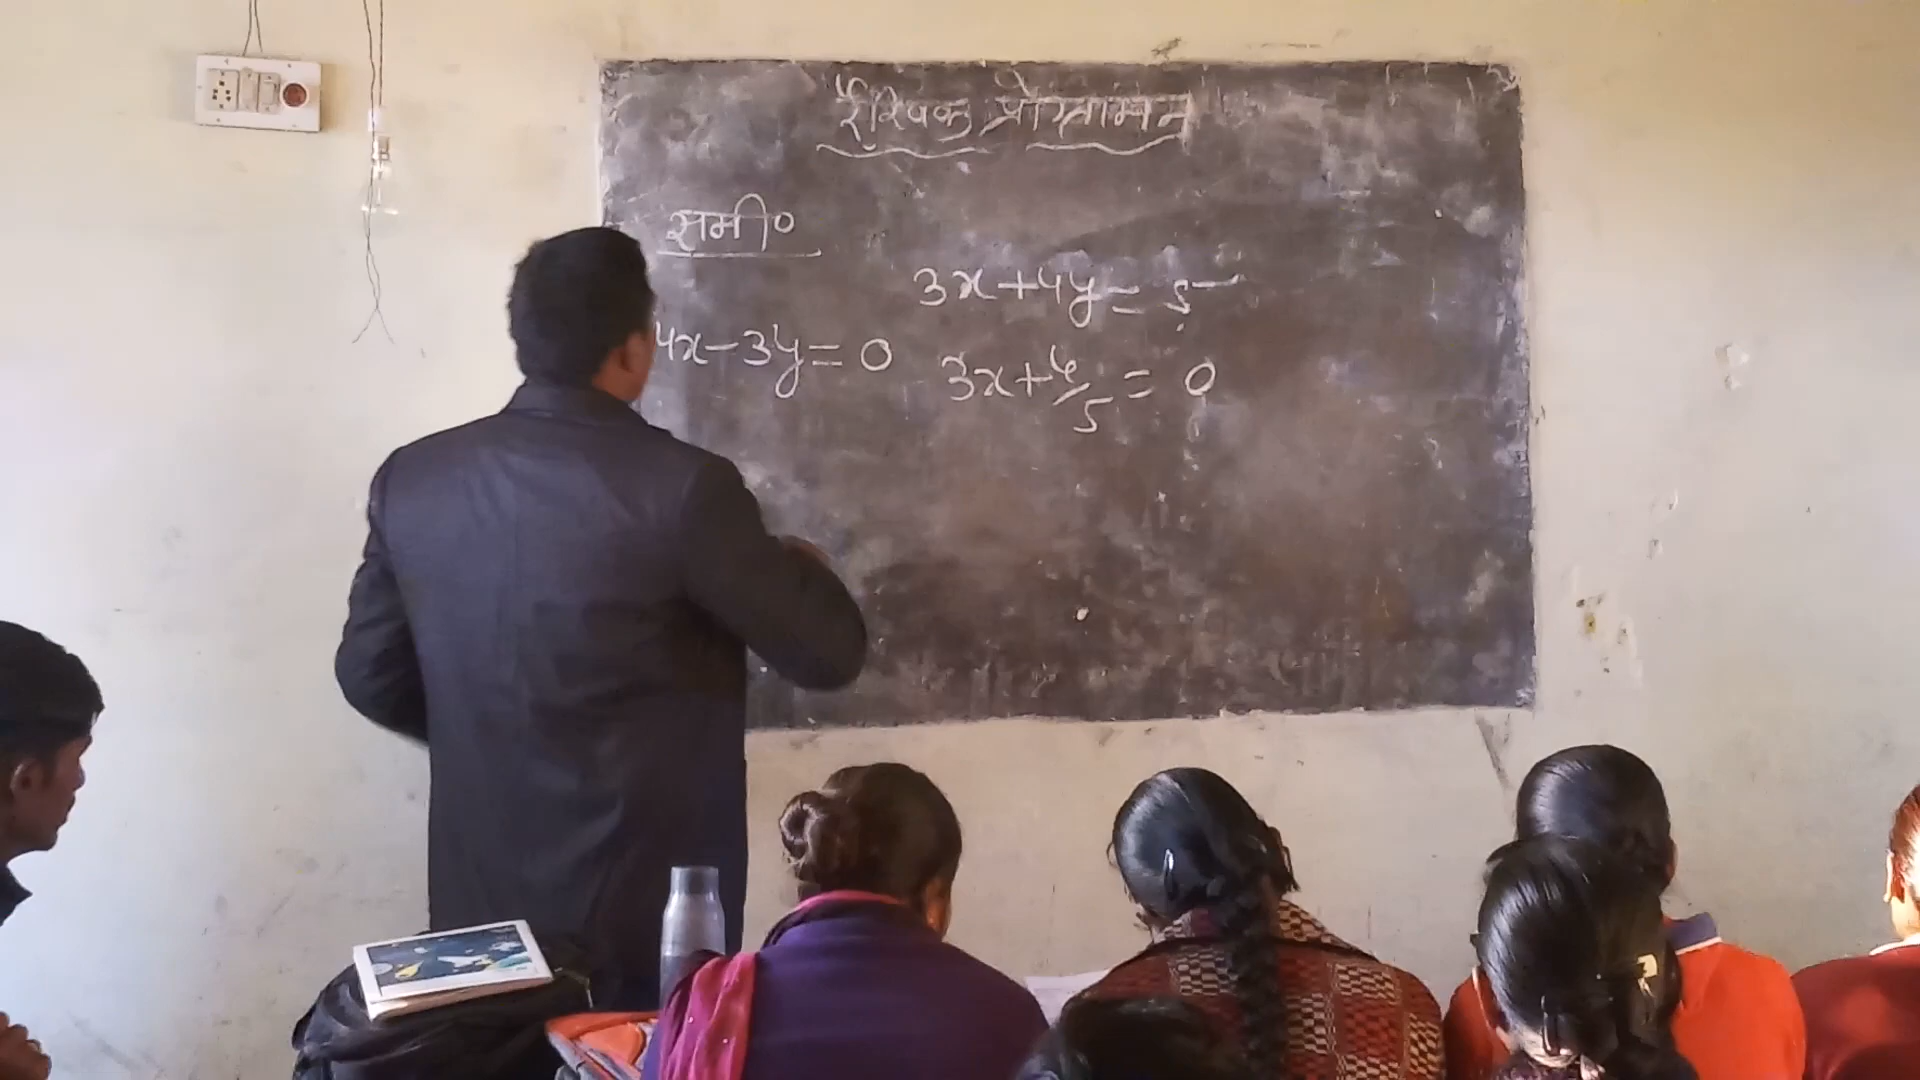 रैखिक प्रोग्रामन
समी०
3x+4y= 5
4x-3y=0
3x+4/5= 0